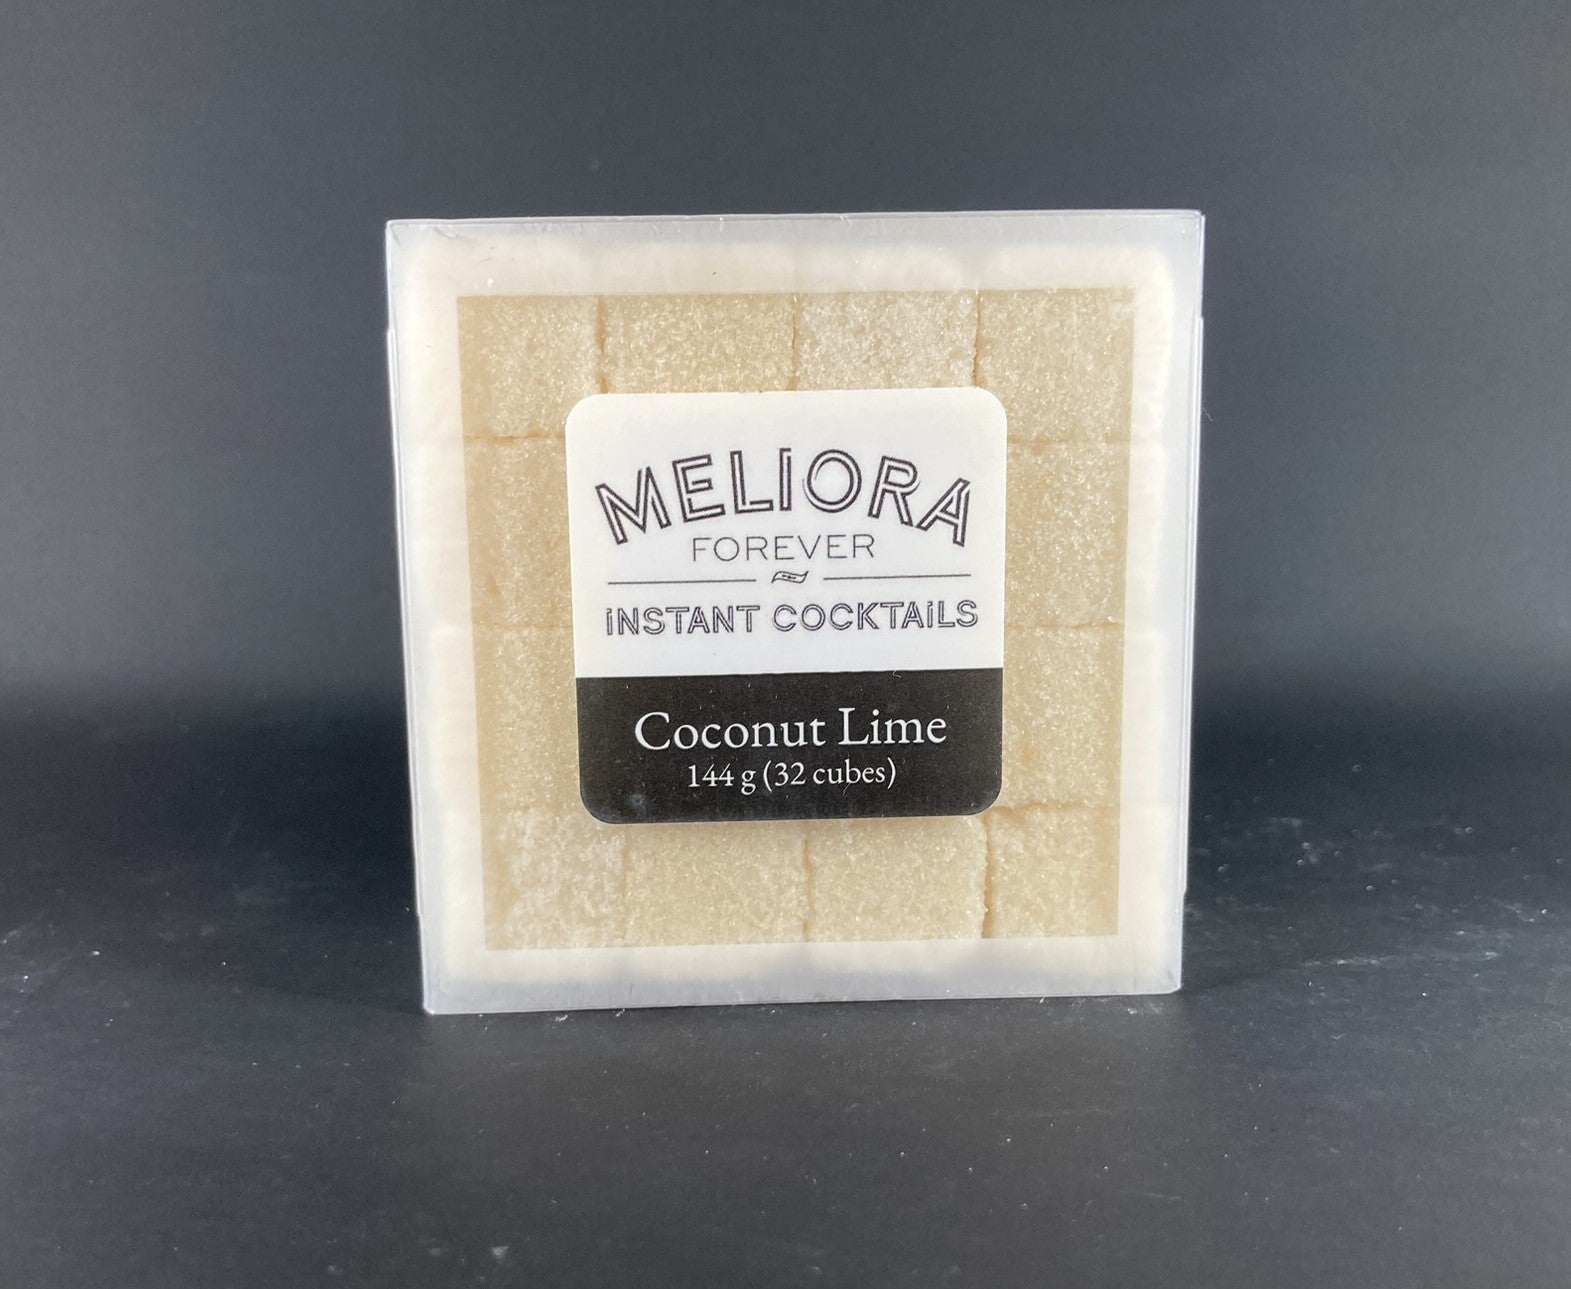 MELIORA
FOREVER
INSTANT COCKTAILS
Coconut Lime
144 g (32 cubes)